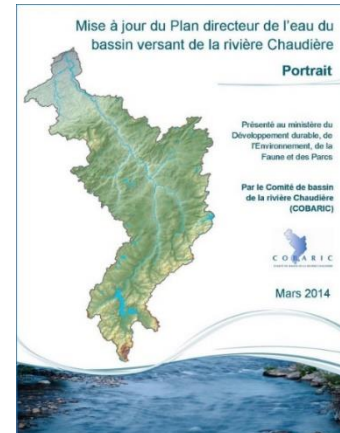 Mise à jour du Plan directeur de l'eau du
bassin versant de la rivière Chaudière
Portrait
Présenté au ministère du
Développement durable, de
l'Environnement, de la
Faune et des Parcs
Par le Comité de bassin
de la rivière Chaudière
(COBARIC)
COBARIC
Mars 2014